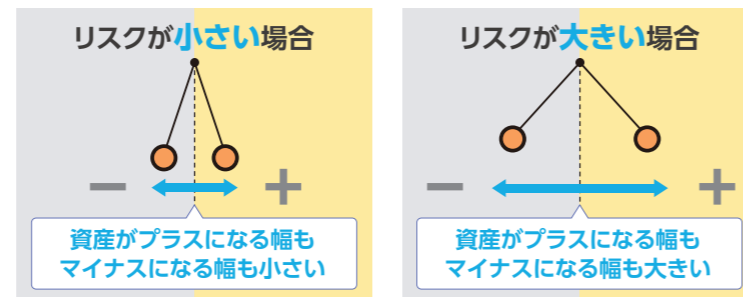 リスクが小さい場合
－ ＋
資産がプラスになる幅も
マイナスになる幅も小さい
リスクが大きい場合
－ ＋
資産がプラスになる幅も
マイナスになる幅も大きい